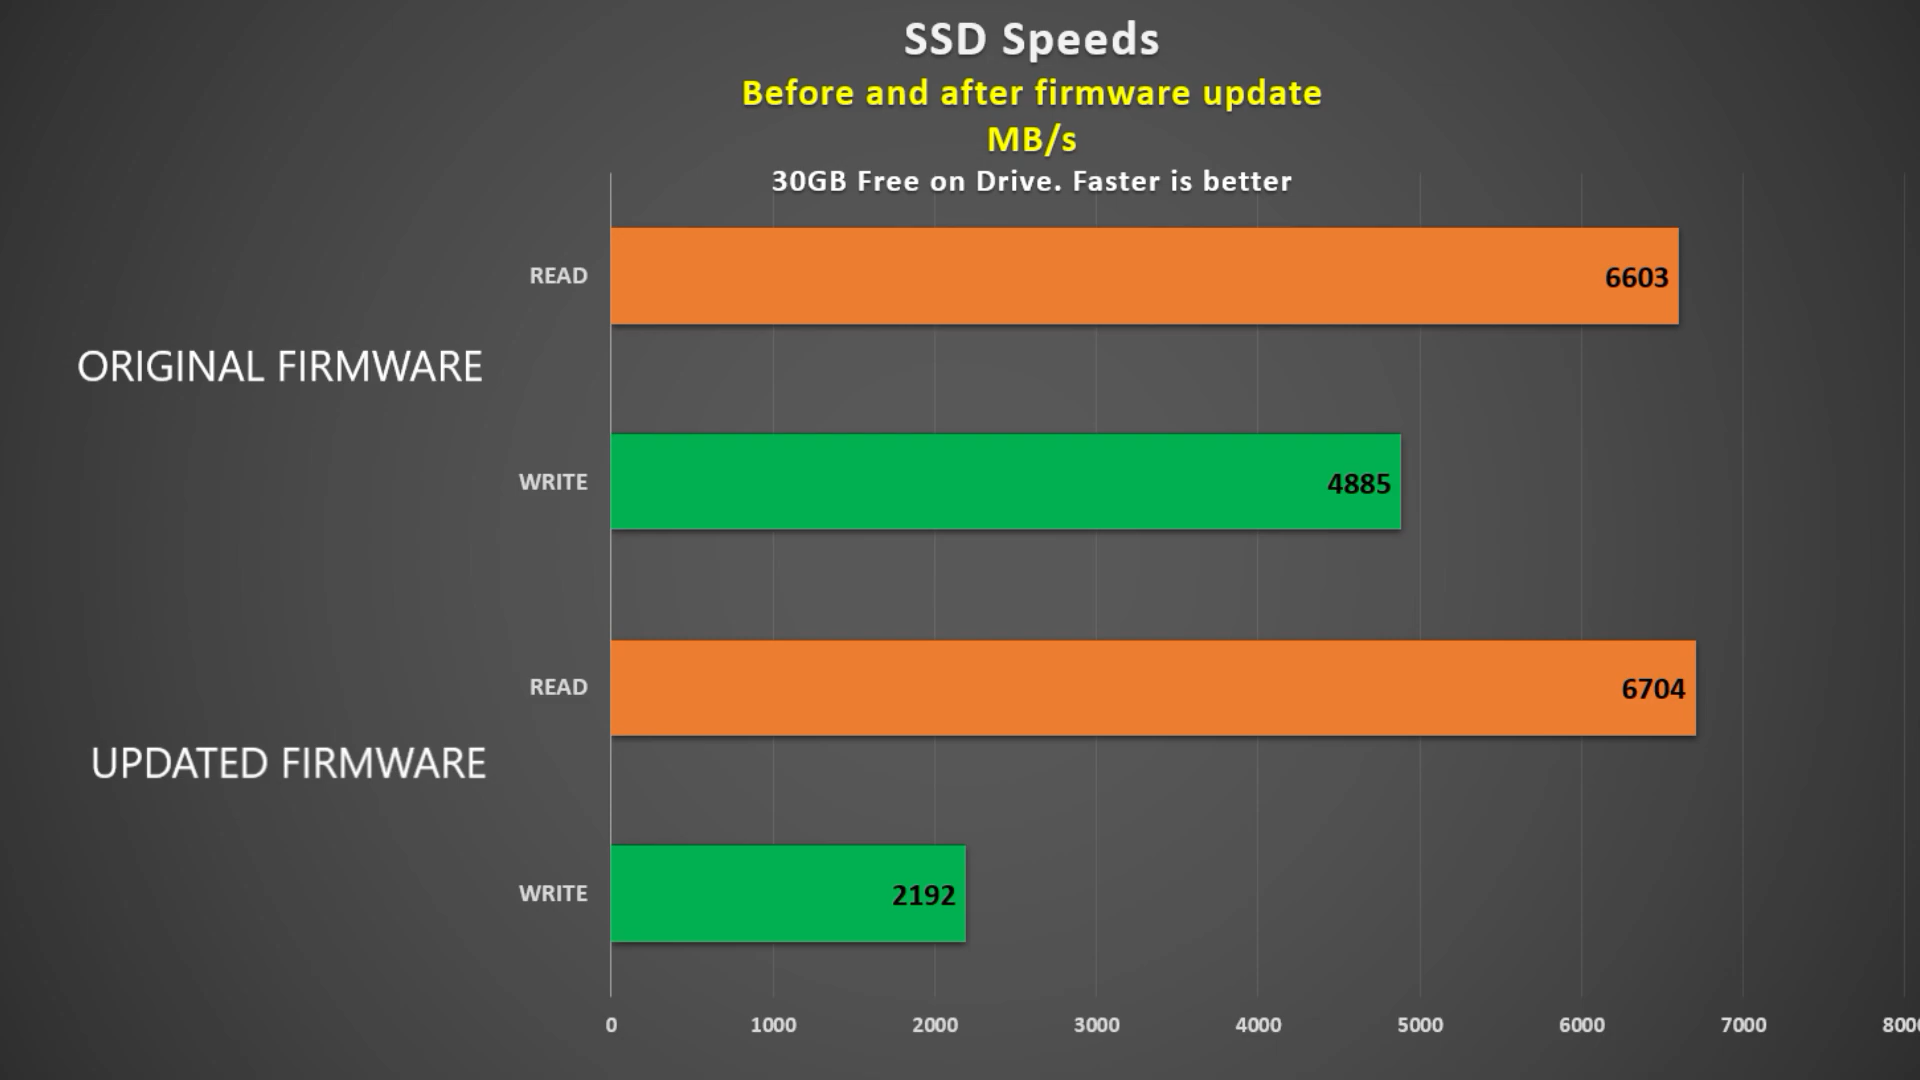 SSD Speeds
Before and after firmware update
MB/s
30GB Free on Drive. Faster is better
READ
6603
ORIGINAL FIRMWARE
WRITE
4885
READ
6704
UPDATED FIRMWARE
WRITE
2192
0 1000 2000 3000 4000 5000 6000 7000